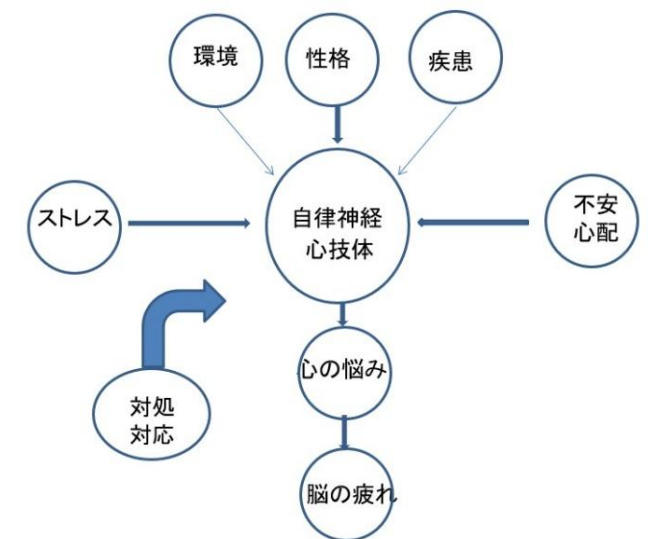 環境
性格
疾患
ストレス
自律神経
心技体
不安
心配
心の悩み
対処
対応
脳の疲れ